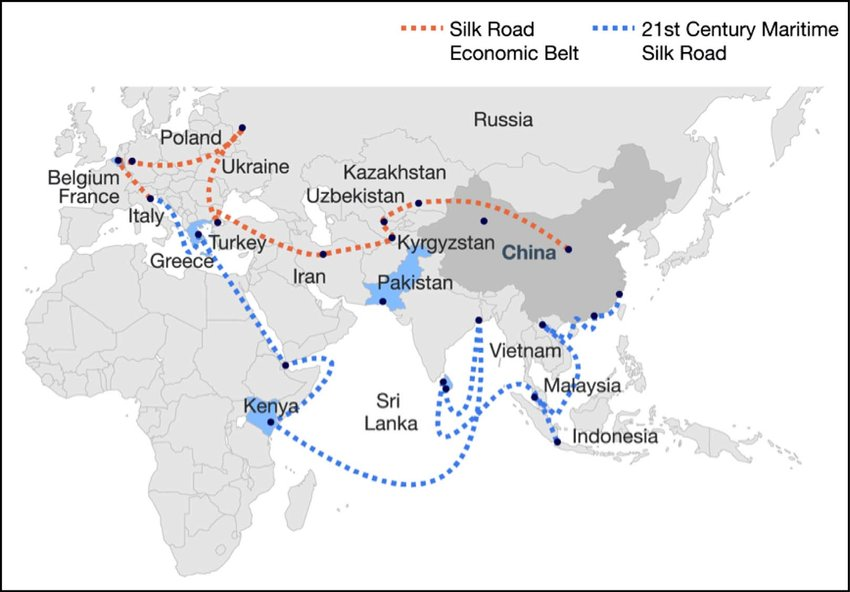 Silk Road
Economic Belt
21st Century Maritime
Silk Road
Russia
Poland
Ukraine
Kazakhstan
Belgium
France
Uzbekistan
Italy
Kyrgyzstan
Turkey
China
Greece
Iran
Pakistan
Vietnam
Malaysia
Sri
Lanka
Kenya
Indonesia